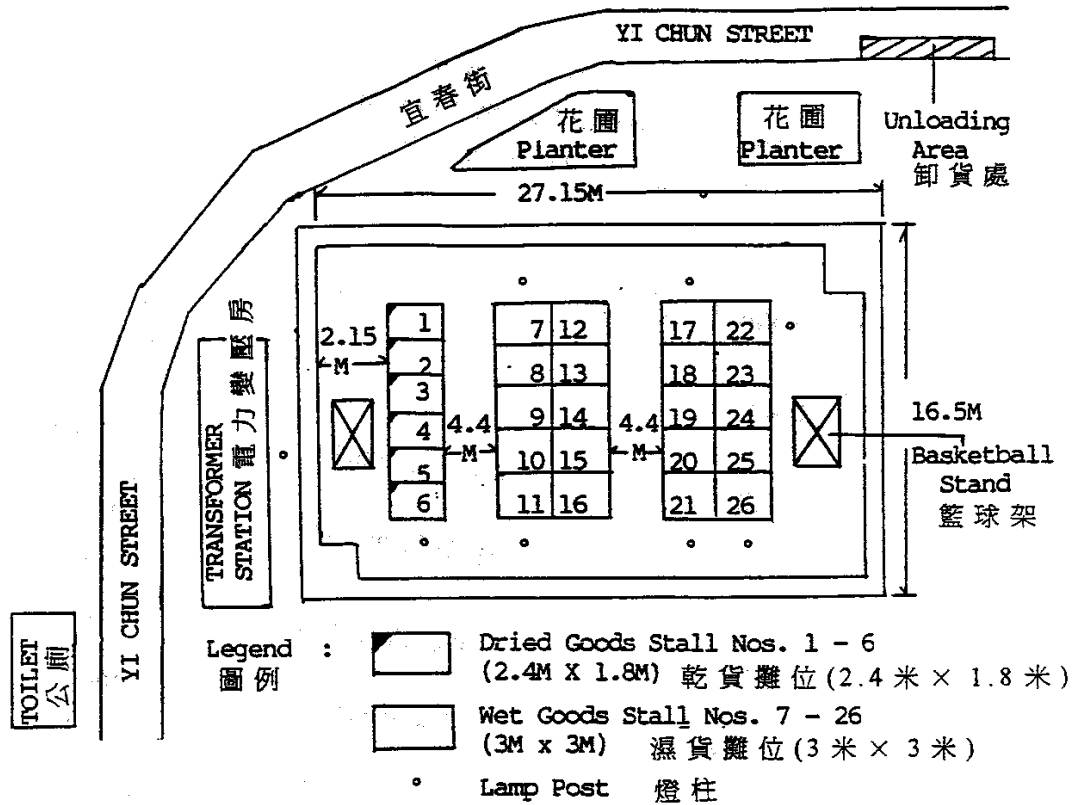 YI CHUN STREET
宜春街
花圃
Pianter
花圃
Planter
Unloading
Area
卸貨處
27.15M
2.15
M
1
2
3
4
5
6
4.4
M
7 12
8 13
9 14
10 15
11 16
4.4
M
17 22
18 23
19 24
20 25
21 26
16.5M
Basketball
Stand
籃球架
TRANSFORMER
STATION 電力變壓房
YI CHUN STREET
TOILET
公廁
Legend :
圖例
Dried Goods Stall Nos. 1 - 6
(2.4M X 1.8M) 乾貨攤位(2.4 米 × 1.8 米)
Wet Goods Stall Nos. 7 - 26
(3M x 3M) 濕貨攤位(3 米 × 3 米)
Lamp Post 燈柱